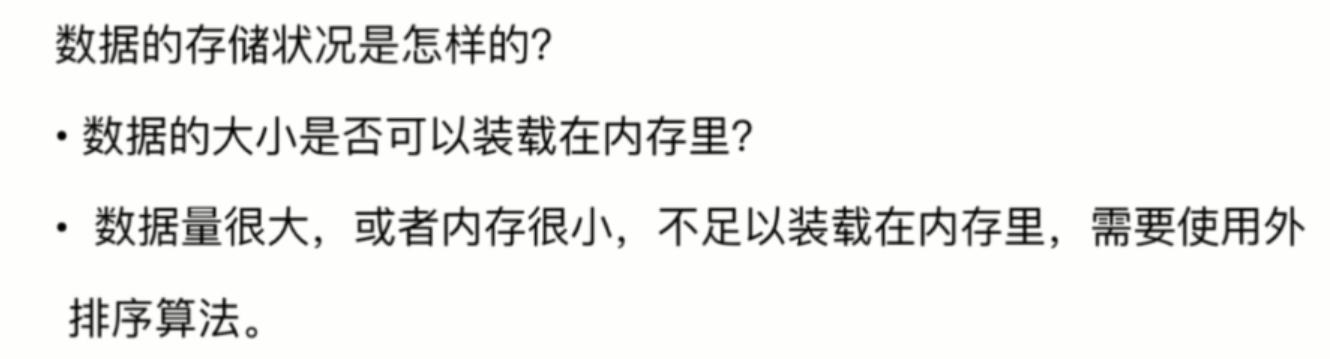 数据的存储状况是怎样的？
• 数据的大小是否可以装载在内存里？
• 数据量很大，或者内存很小，不足以装载在内存里，需要使用外
排序算法。